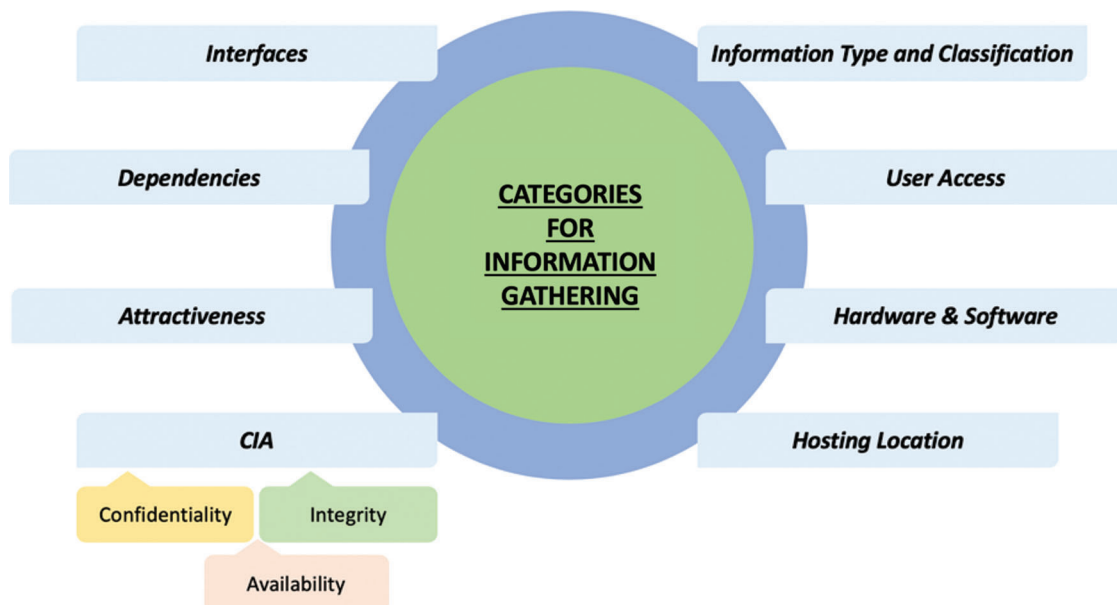 Interfaces
Information Type and Classification
Dependencies
User Access
CATEGORIES
FOR
INFORMATION
GATHERING
Attractiveness
Hardware & Software
CIA
Hosting Location
Confidentiality
Integrity
Availability